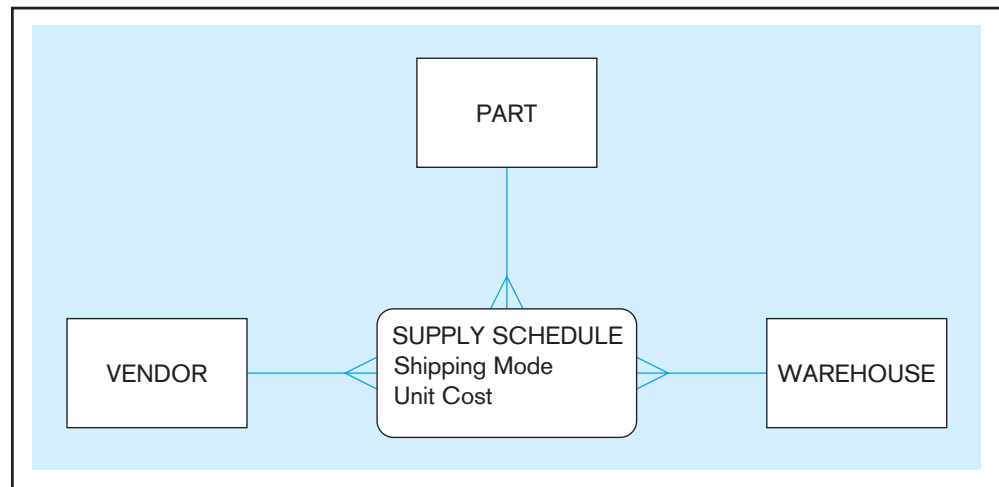 PART
VENDOR
SUPPLY SCHEDULE
Shipping Mode
Unit Cost
WAREHOUSE